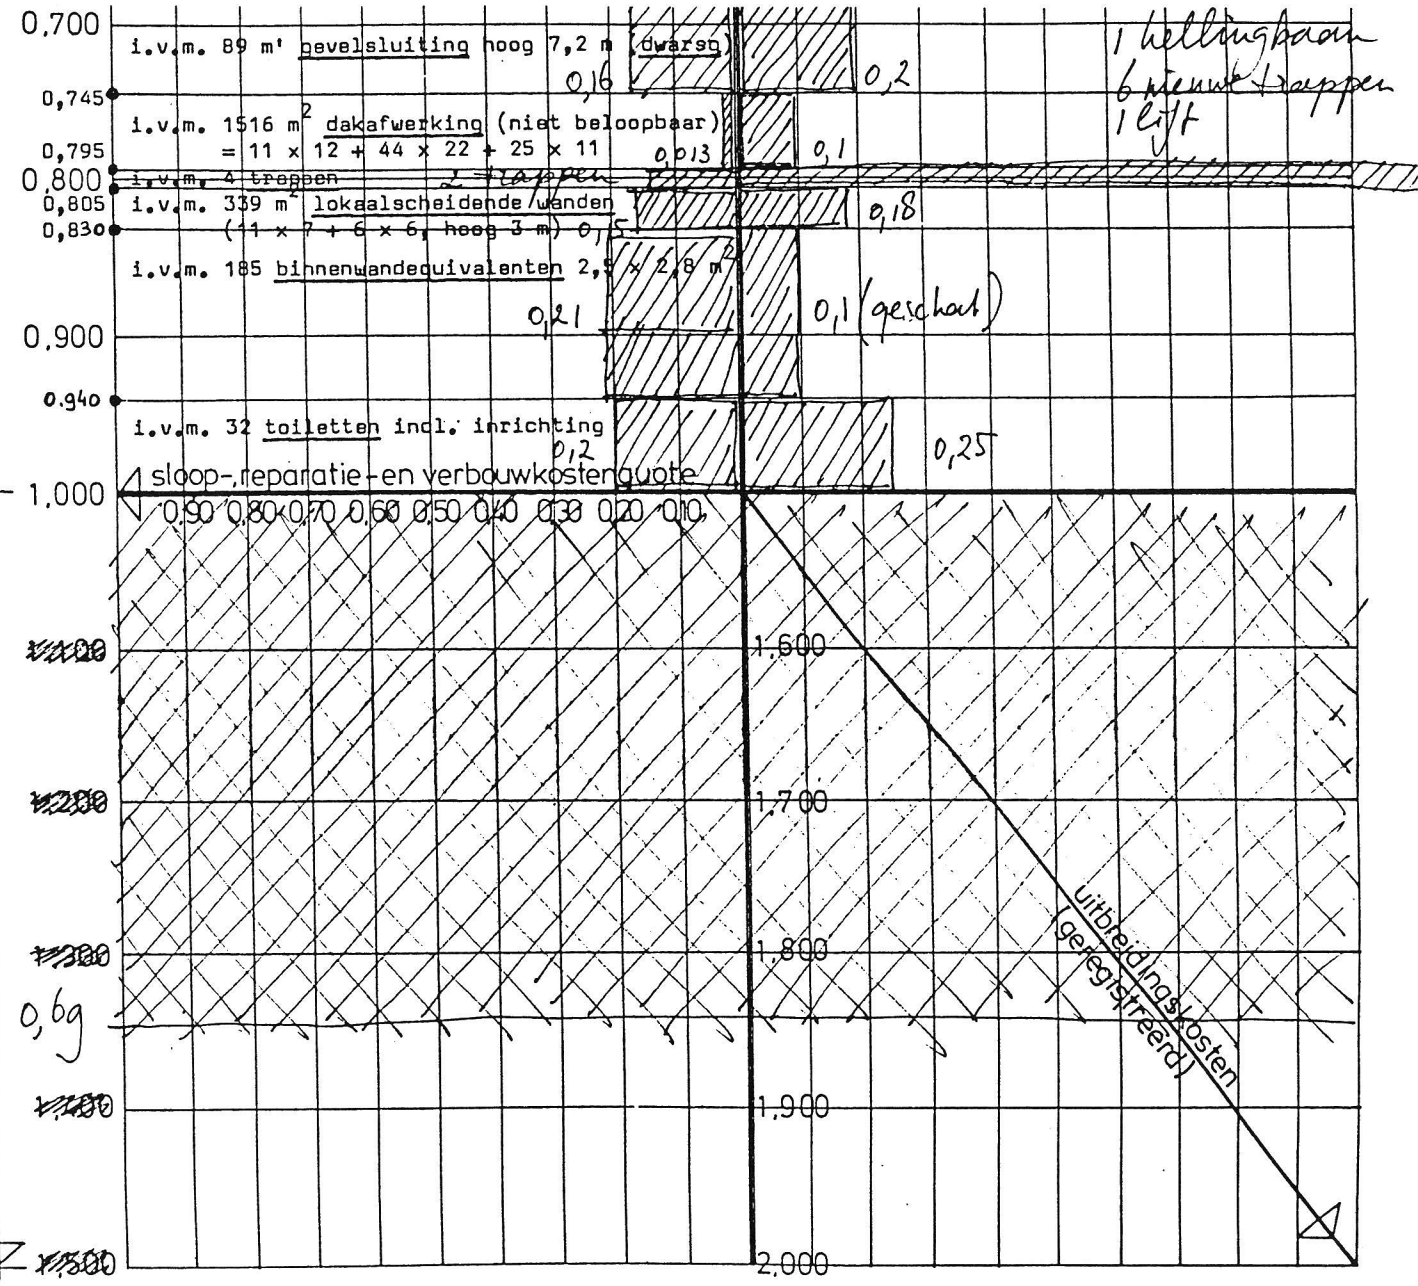 0,700
i.v.m. 89 m' gevelsluiting hoog 7,2 m (dwarsq)
1 hellingbaan
0,16
0,2
6 nieuwe trappen
0,745
1 lift
i.v.m. 1516 m² dakafwerking (niet beloopbaar)
0,795
= 11 x 12 + 44 x 22 + 25 x 11
0,013
0,1
0,800
i.v.m. 4 trappen
2 trappen
0,805
i.v.m. 339 m² lokaalscheidende wanden
0,18
0,830
(11 x 7 + 6 x 6, hoog 3 m) 0,15
i.v.m. 185 binnenwandequivalenten 2,5 x 2,8 m²
0,21
0,1 (geschat)
0,900
0.940
i.v.m. 32 toiletten incl. inrichting
0,2
0,25
sloop-,reparatie-en verbouwkostenquote
1,000
0,90 0,80 0,70 0,60 0,50 0,40 0,30 0,20 0,10
1,600
1,700
1,800
uitbreidingskosten
(geregistreerd)
0,69
1,900
2,000